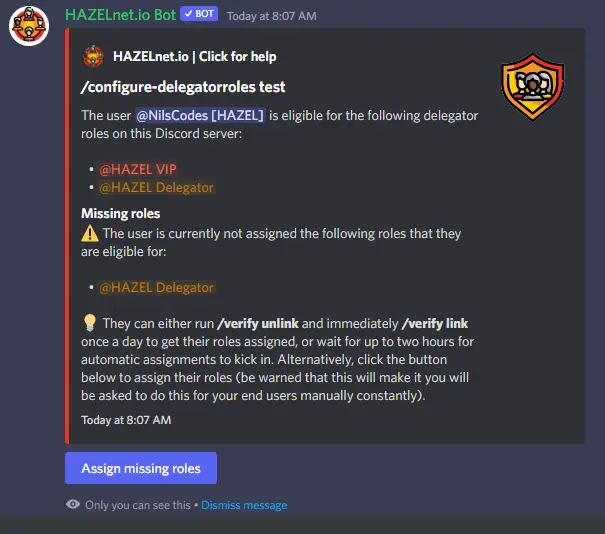 HAZELnet.io Bot ✓ BOT Today at 8:07 AM
HAZELnet.io | Click for help
/configure-delegatorroles test
The user @NilsCodes [HAZEL] is eligible for the following delegator
roles on this Discord server:
• @HAZEL VIP
• @HAZEL Delegator
Missing roles
⚠️ The user is currently not assigned the following roles that they
are eligible for:
• @HAZEL Delegator
💡 They can either run /verify unlink and immediately /verify link
once a day to get their roles assigned, or wait for up to two hours for
automatic assignments to kick in. Alternatively, click the button
below to assign their roles (be warned that this will make it you will
be asked to do this for your end users manually constantly).
Today at 8:07 AM
Assign missing roles
Only you can see this • Dismiss message